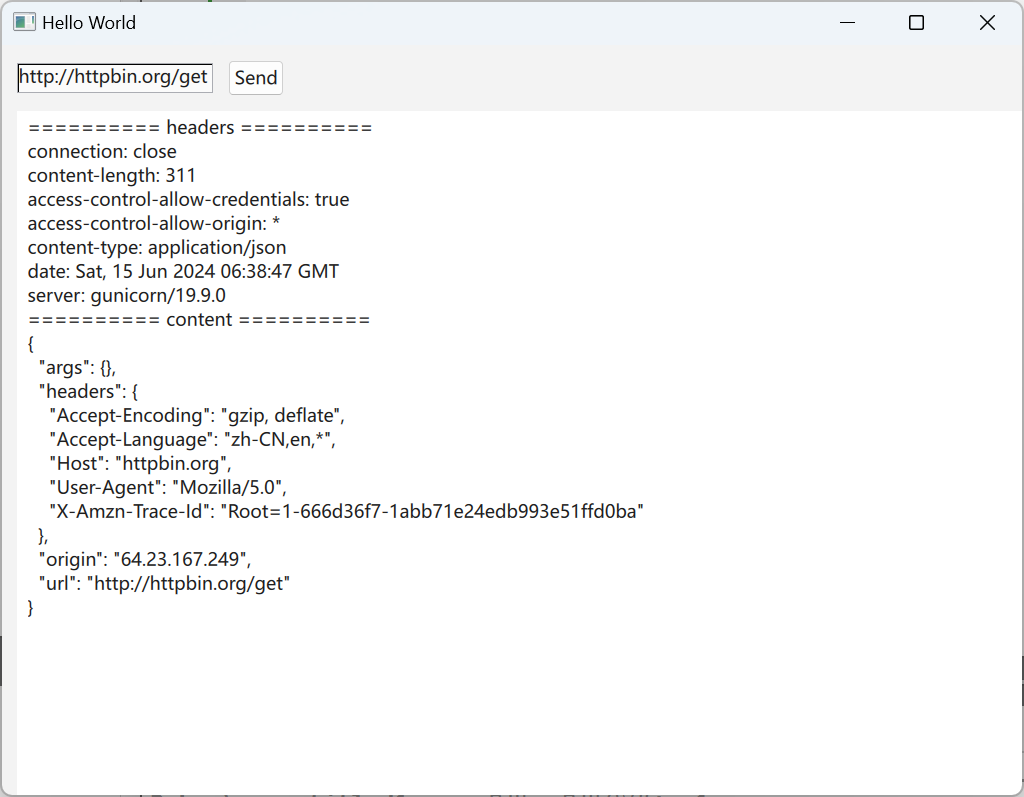 Hello World
http://httpbin.org/get Send
========== headers ==========
connection: close
content-length: 311
access-control-allow-credentials: true
access-control-allow-origin: *
content-type: application/json
date: Sat, 15 Jun 2024 06:38:47 GMT
server: gunicorn/19.9.0
========== content ==========
{
  "args": {},
  "headers": {
    "Accept-Encoding": "gzip, deflate",
    "Accept-Language": "zh-CN,en,*",
    "Host": "httpbin.org",
    "User-Agent": "Mozilla/5.0",
    "X-Amzn-Trace-Id": "Root=1-666d36f7-1abb71e24edb993e51ffd0ba"
  },
  "origin": "64.23.167.249",
  "url": "http://httpbin.org/get"
}